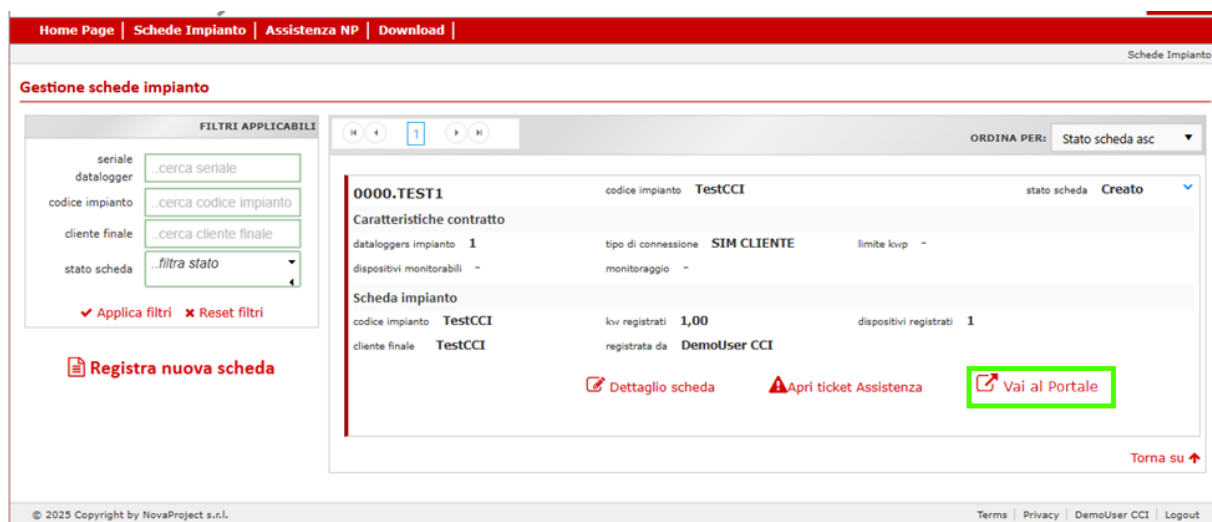 Home Page | Schede Impianto | Assistenza NP | Download |
Schede Impianto
Gestione schede impianto
FILTRI APPLICABILI
seriale datalogger ..cerca seriale
codice impianto ..cerca codice impianto
cliente finale ..cerca cliente finale
stato scheda ..filtra stato
Applica filtri Reset filtri
Registra nuova scheda
1
ORDINA PER: Stato scheda asc
0000.TEST1 codice impianto TestCCI stato scheda Creato
Caratteristiche contratto
dataloggers impianto 1 tipo di connessione SIM CLIENTE limite kwp -
dispositivi monitorabili - monitoraggio -
Scheda impianto
codice impianto TestCCI kw registrati 1,00 dispositivi registrati 1
cliente finale TestCCI registrata da DemoUser CCI
Dettaglio scheda Apri ticket Assistenza Vai al Portale
Torna su
© 2025 Copyright by NovaProject s.r.l. Terms | Privacy | DemoUser CCI | Logout